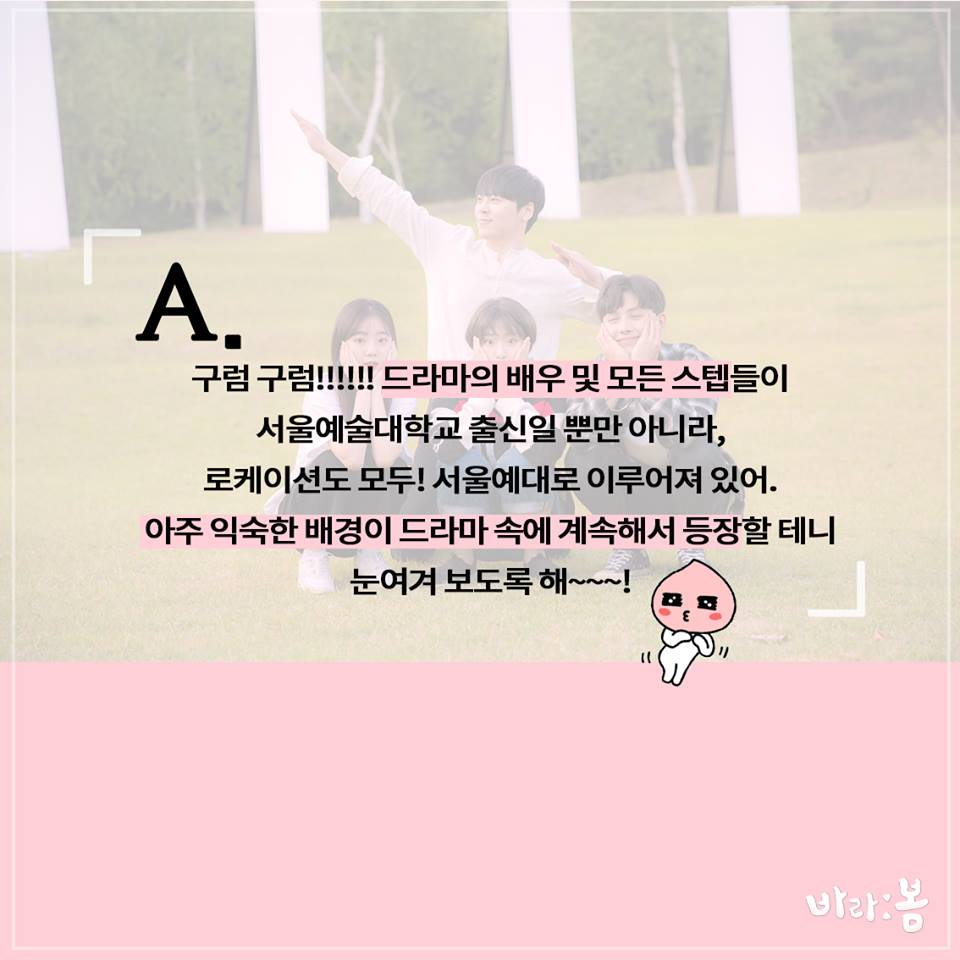 A.
구럼 구럼!!!!!! 드라마의 배우 및 모든 스텝들이
서울예술대학교 출신일 뿐만 아니라,
로케이션도 모두! 서울예대로 이루어져 있어.
아주 익숙한 배경이 드라마 속에 계속해서 등장할 테니
눈여겨 보도록 해~~~!
바라:봄